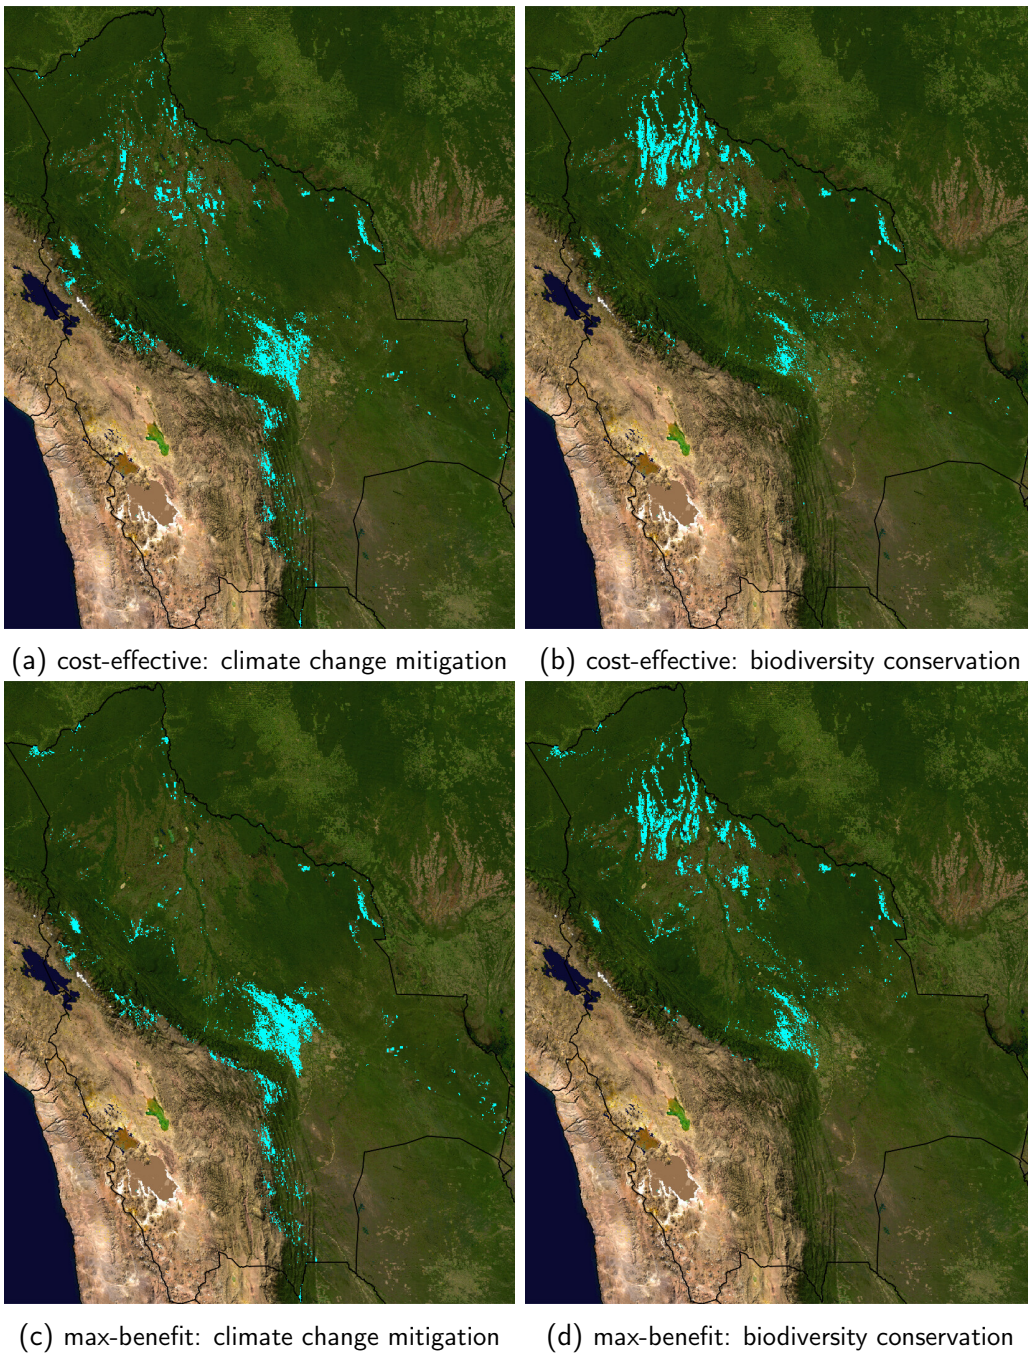 (a) cost-effective: climate change mitigation
(b) cost-effective: biodiversity conservation
(c) max-benefit: climate change mitigation
(d) max-benefit: biodiversity conservation